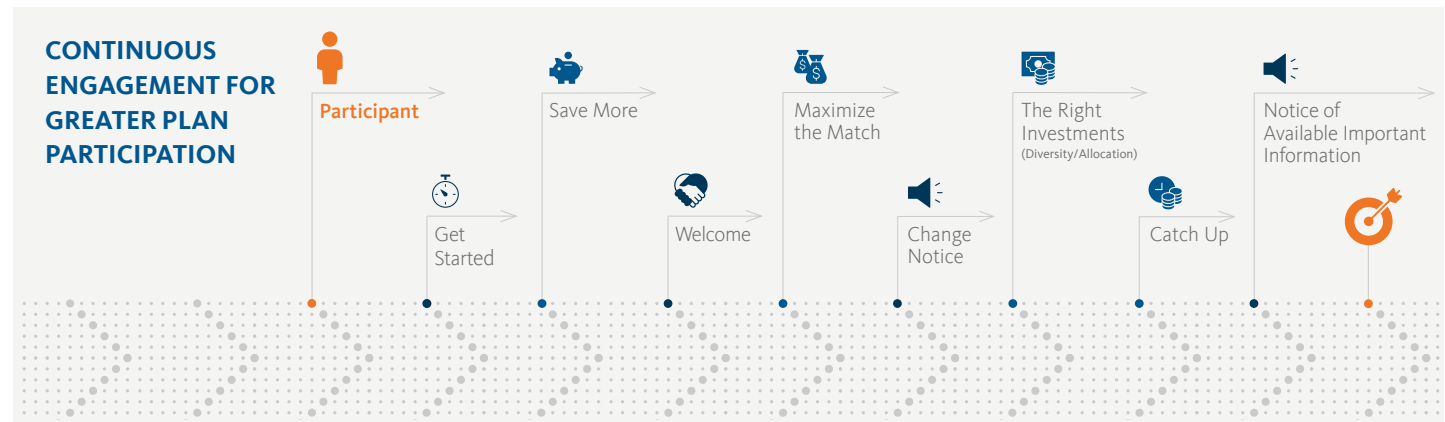 CONTINUOUS
ENGAGEMENT FOR
GREATER PLAN
PARTICIPATION
Participant
Get
Started
Save More
Welcome
Maximize
the Match
Change
Notice
The Right
Investments
(Diversity/Allocation)
Catch Up
Notice of
Available Important
Information